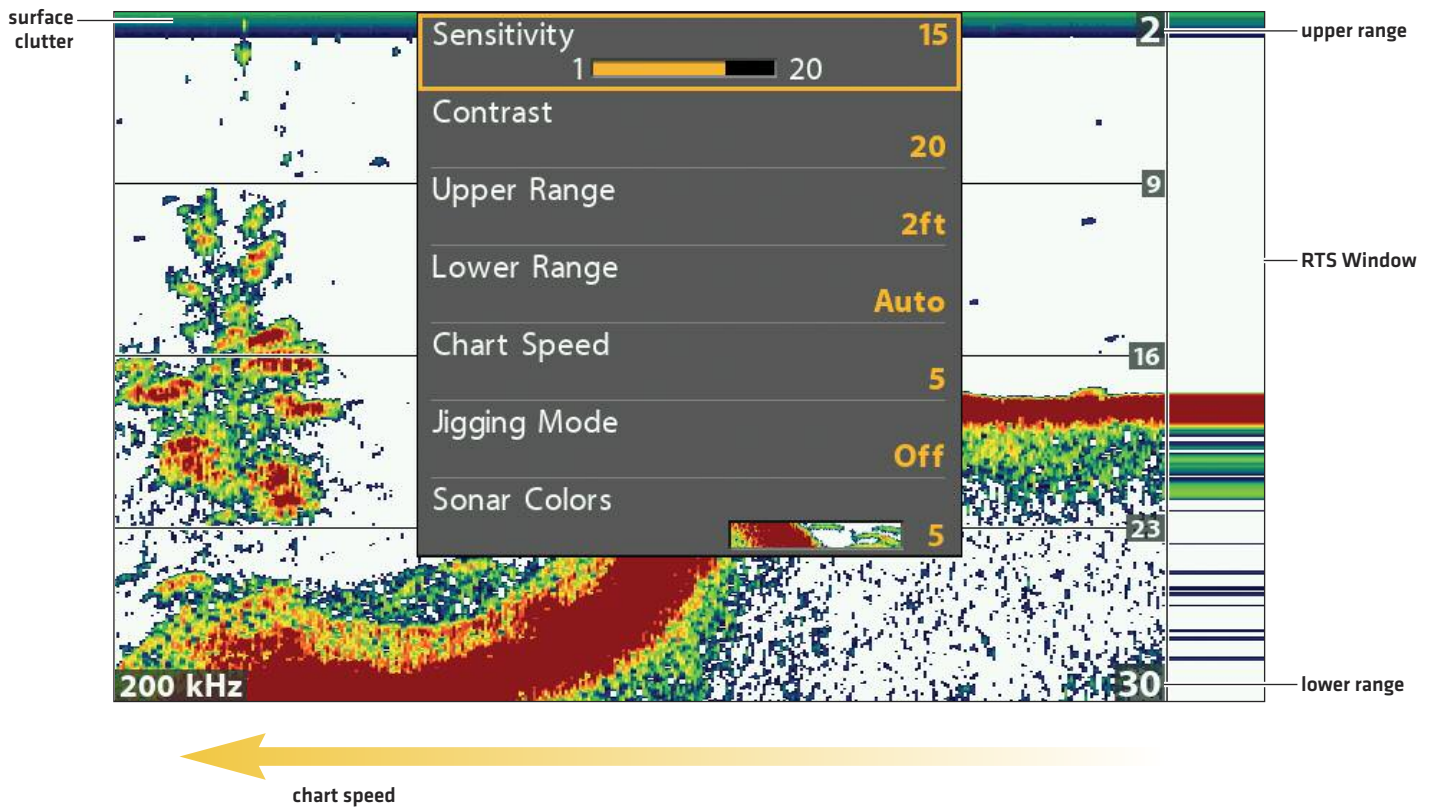 surface
clutter
Sensitivity 15
1 20
Contrast
20
Upper Range
2ft
Lower Range
Auto
Chart Speed
5
Jigging Mode
Off
Sonar Colors
5
2
upper range
9
RTS Window
16
23
200 kHz
30
lower range
chart speed